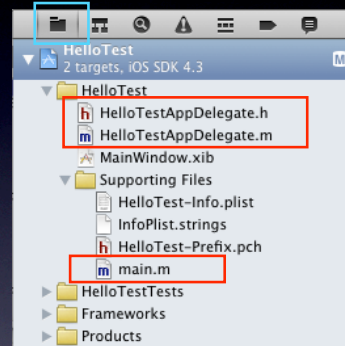 HelloTest
2 targets, iOS SDK 4.3
M
HelloTest
h HelloTestAppDelegate.h
m HelloTestAppDelegate.m
MainWindow.xib
Supporting Files
HelloTest-Info.plist
InfoPlist.strings
h HelloTest-Prefix.pch
m main.m
HelloTestTests
Frameworks
Products